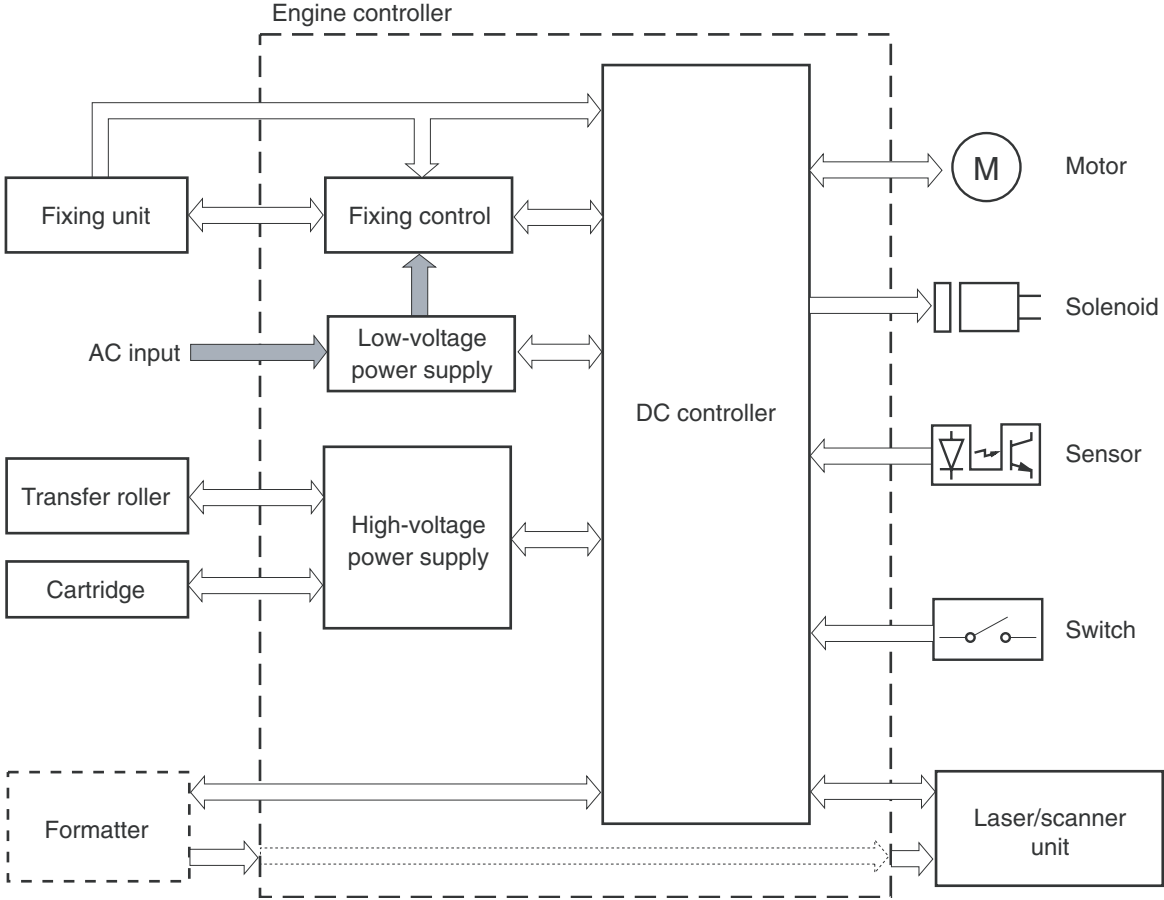 Engine controller
M
Motor
Fixing unit
Fixing control
Solenoid
AC input
Low-voltage
power supply
DC controller
Sensor
Transfer roller
High-voltage
power supply
Cartridge
Switch
Formatter
Laser/scanner
unit